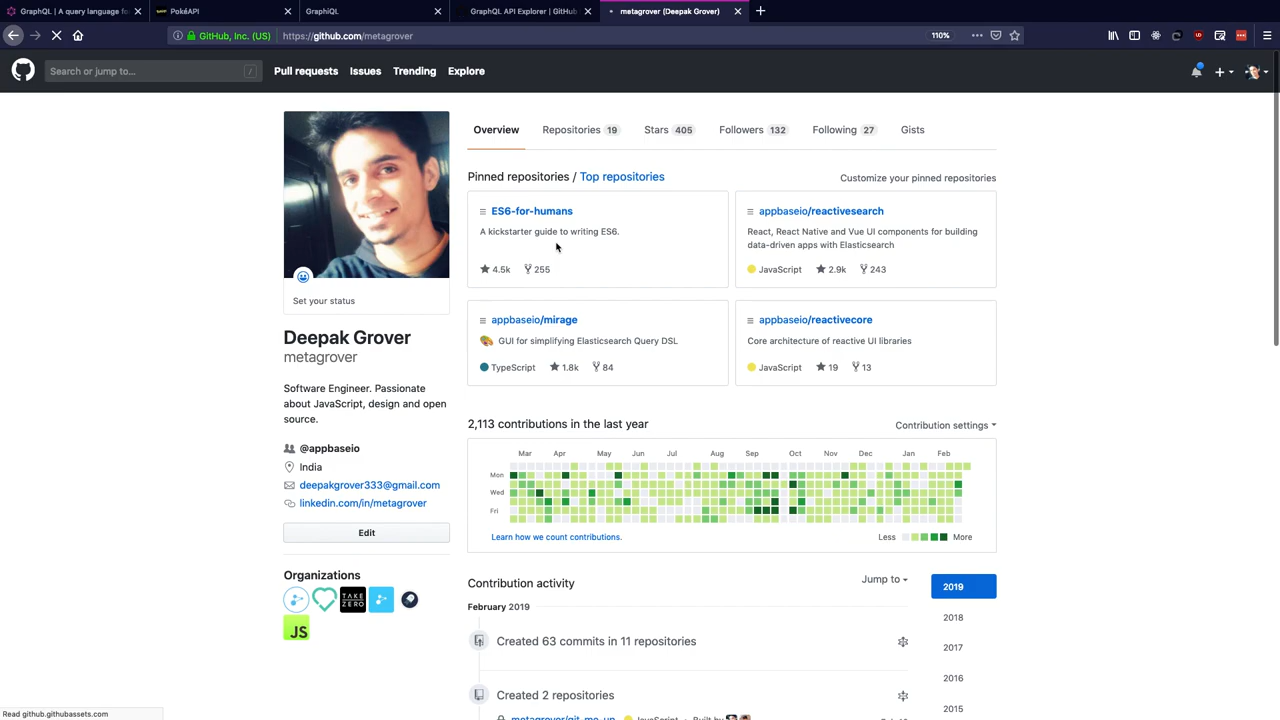 GraphQL | A query language fo
PokéAPI
GraphiQL
GraphQL API Explorer | GitHub
metagrover (Deepak Grover)
GitHub, Inc. (US)
https://github.com/metagrover
110%
Search or jump to...
/
Pull requests
Issues
Trending
Explore
Overview
Repositories 19
Stars 405
Followers 132
Following 27
Gists
Pinned repositories / Top repositories
Customize your pinned repositories
ES6-for-humans
A kickstarter guide to writing ES6.
4.5k 255
appbaseio/reactivesearch
React, React Native and Vue UI components for building
data-driven apps with Elasticsearch
JavaScript 2.9k 243
Set your status
appbaseio/mirage
GUI for simplifying Elasticsearch Query DSL
TypeScript 1.8k 84
appbaseio/reactivecore
Core architecture of reactive UI libraries
JavaScript 19 13
Deepak Grover
metagrover
Software Engineer. Passionate
about JavaScript, design and open
source.
@appbaseio
India
deepakgrover333@gmail.com
linkedin.com/in/metagrover
Edit
Organizations
TAKE
ZERO
JS
2,113 contributions in the last year
Contribution settings
Mar Apr May Jun Jul Aug Sep Oct Nov Dec Jan Feb
Mon
Wed
Fri
Learn how we count contributions.
Less More
Contribution activity
Jump to
2019
2018
2017
2016
2015
February 2019
Created 63 commits in 11 repositories
Created 2 repositories
metagrover/git-me-up JavaScript • Built by
Read github.githubassets.com